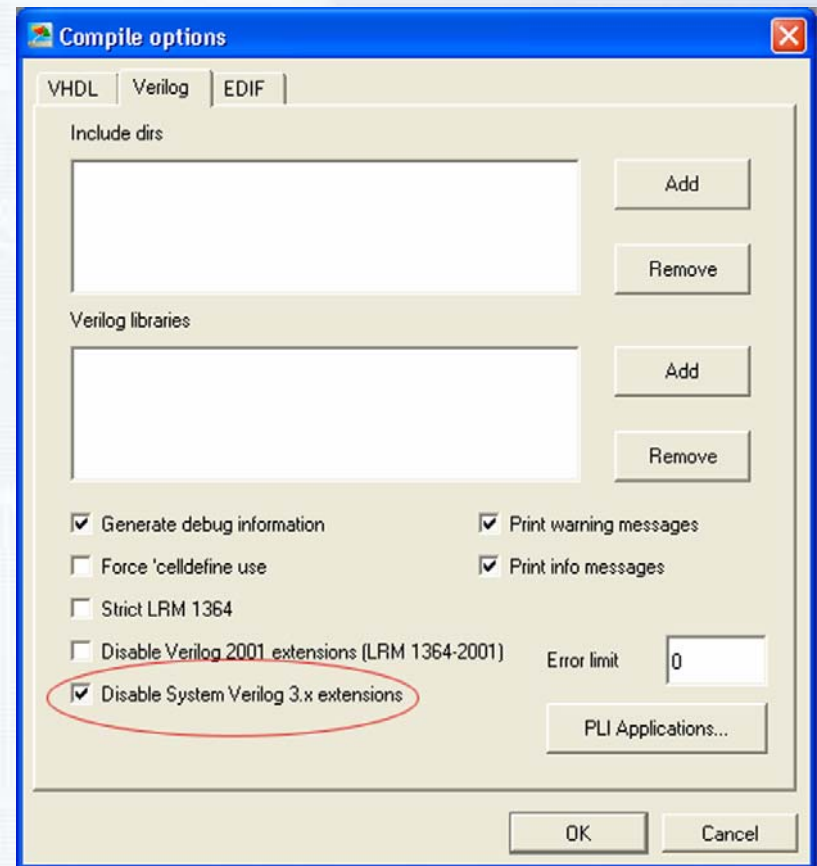 Compile options
VHDL Verilog EDIF
Include dirs
Add
Remove
Verilog libraries
Add
Remove
Generate debug information
Print warning messages
Force 'celldefine use
Print info messages
Strict LRM 1364
Disable Verilog 2001 extensions (LRM 1364-2001)
Error limit 0
Disable System Verilog 3.x extensions
PLI Applications...
OK Cancel